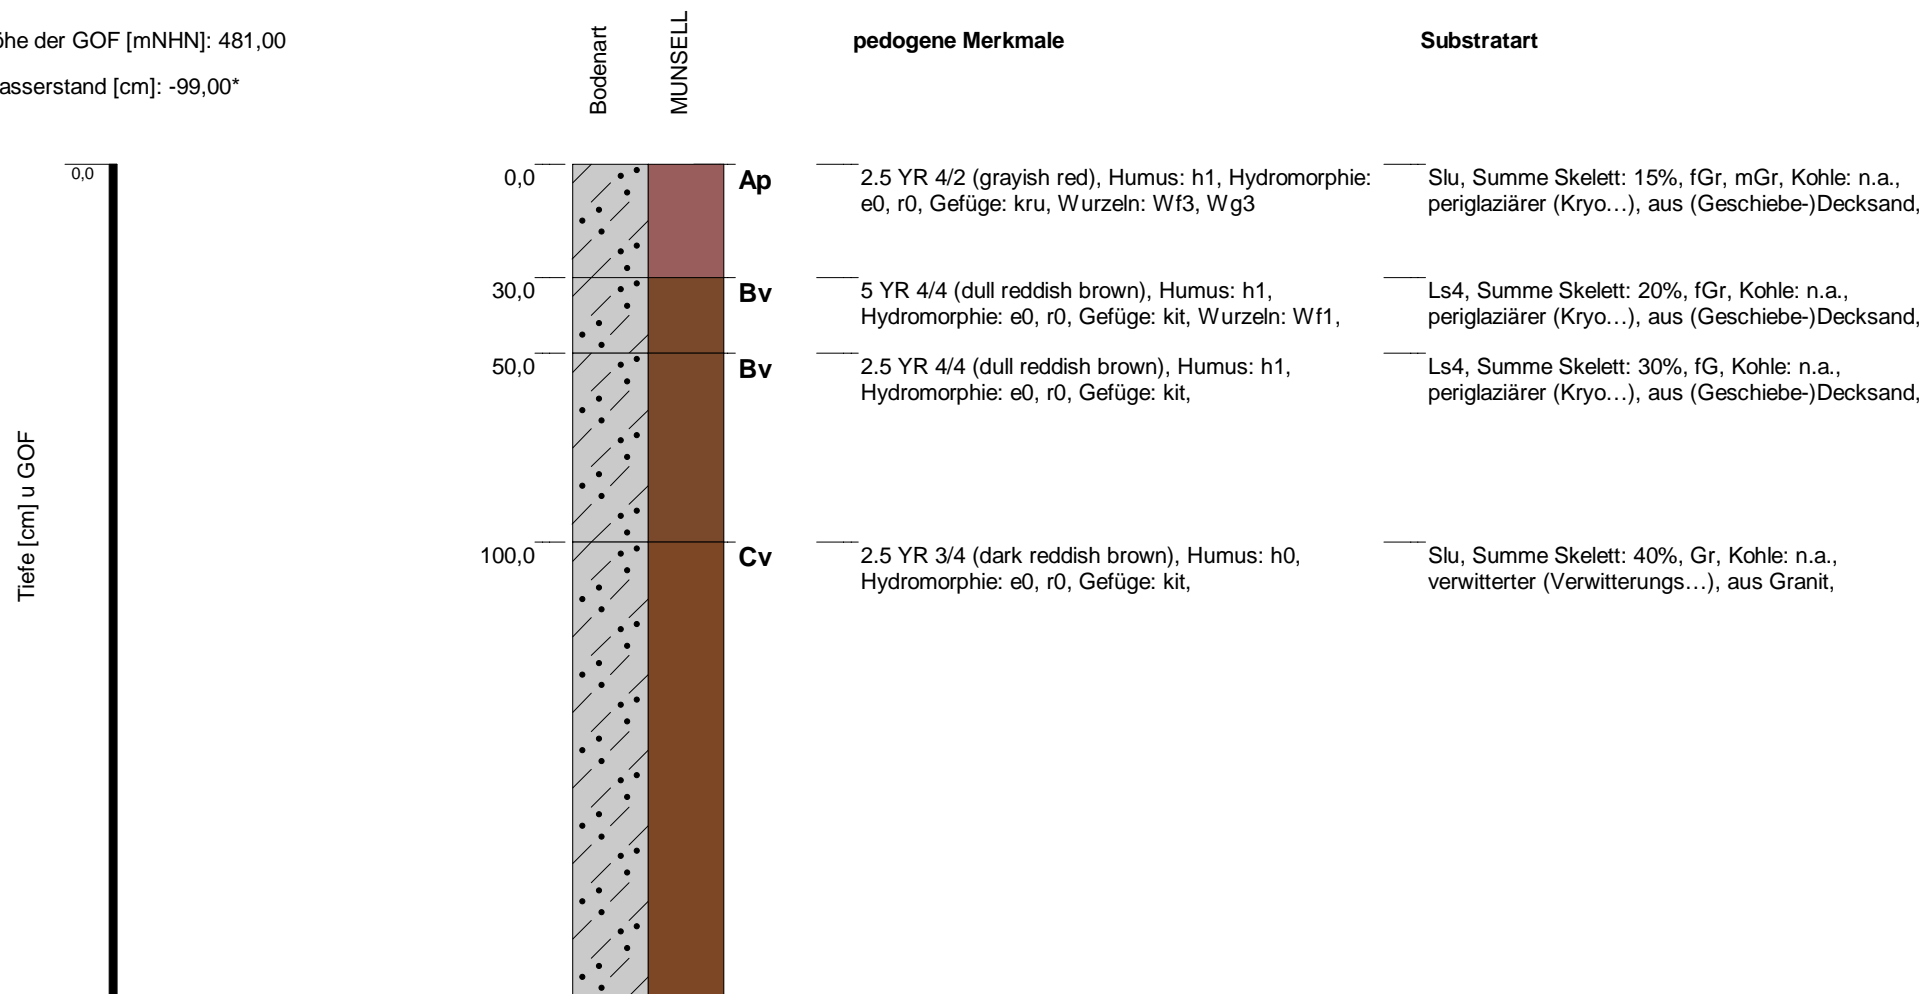 öhe der GOF [mNHN]: 481,00
asserstand [cm]: -99,00*
Bodenart
MUNSELL
pedogene Merkmale
Substratart
Tiefe [cm] u GOF
0,0
0,0
Ap
2.5 YR 4/2 (grayish red), Humus: h1, Hydromorphie:
e0, r0, Gefüge: kru, Wurzeln: Wf3, Wg3
Slu, Summe Skelett: 15%, fGr, mGr, Kohle: n.a.,
periglaziärer (Kryo…), aus (Geschiebe-)Decksand,
30,0
Bv
5 YR 4/4 (dull reddish brown), Humus: h1,
Hydromorphie: e0, r0, Gefüge: kit, Wurzeln: Wf1,
Ls4, Summe Skelett: 20%, fGr, Kohle: n.a.,
periglaziärer (Kryo…), aus (Geschiebe-)Decksand,
50,0
Bv
2.5 YR 4/4 (dull reddish brown), Humus: h1,
Hydromorphie: e0, r0, Gefüge: kit,
Ls4, Summe Skelett: 30%, fG, Kohle: n.a.,
periglaziärer (Kryo…), aus (Geschiebe-)Decksand,
100,0
Cv
2.5 YR 3/4 (dark reddish brown), Humus: h0,
Hydromorphie: e0, r0, Gefüge: kit,
Slu, Summe Skelett: 40%, Gr, Kohle: n.a.,
verwitterter (Verwitterungs…), aus Granit,